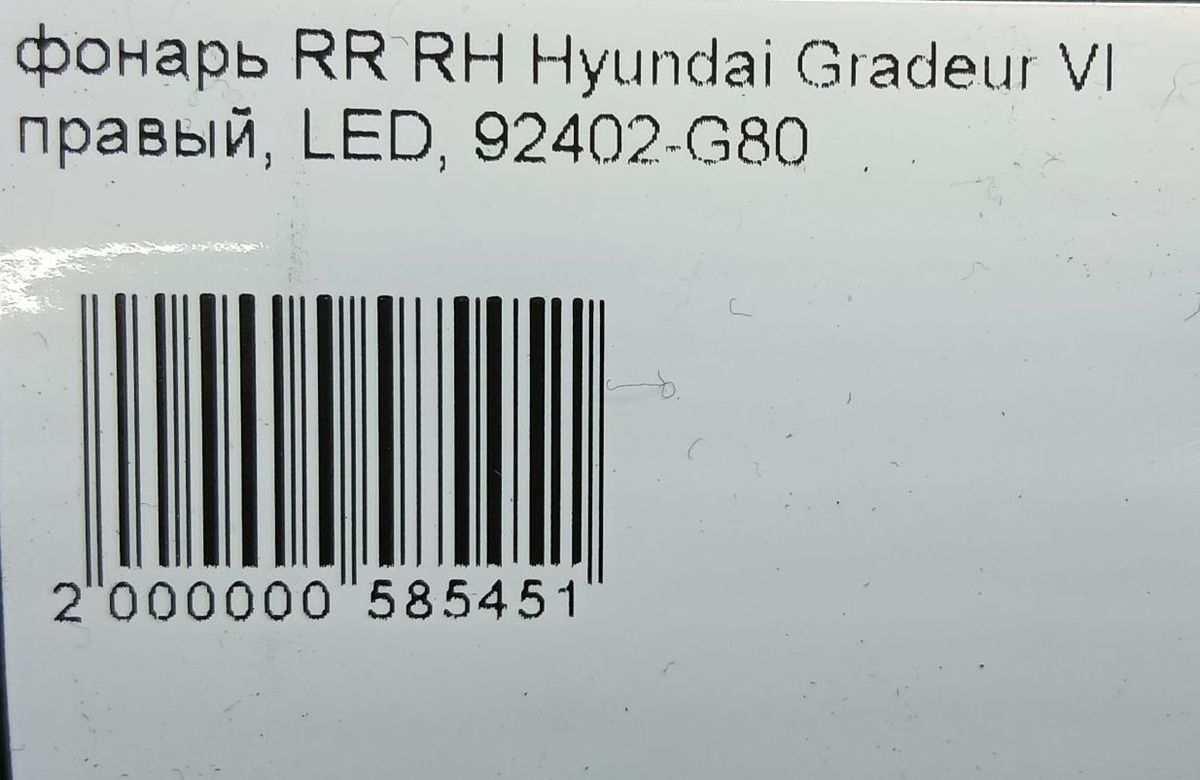 фонарь RR RH Hyundai Gradeur VI
правый, LED, 92402-G80
2 000000 585451